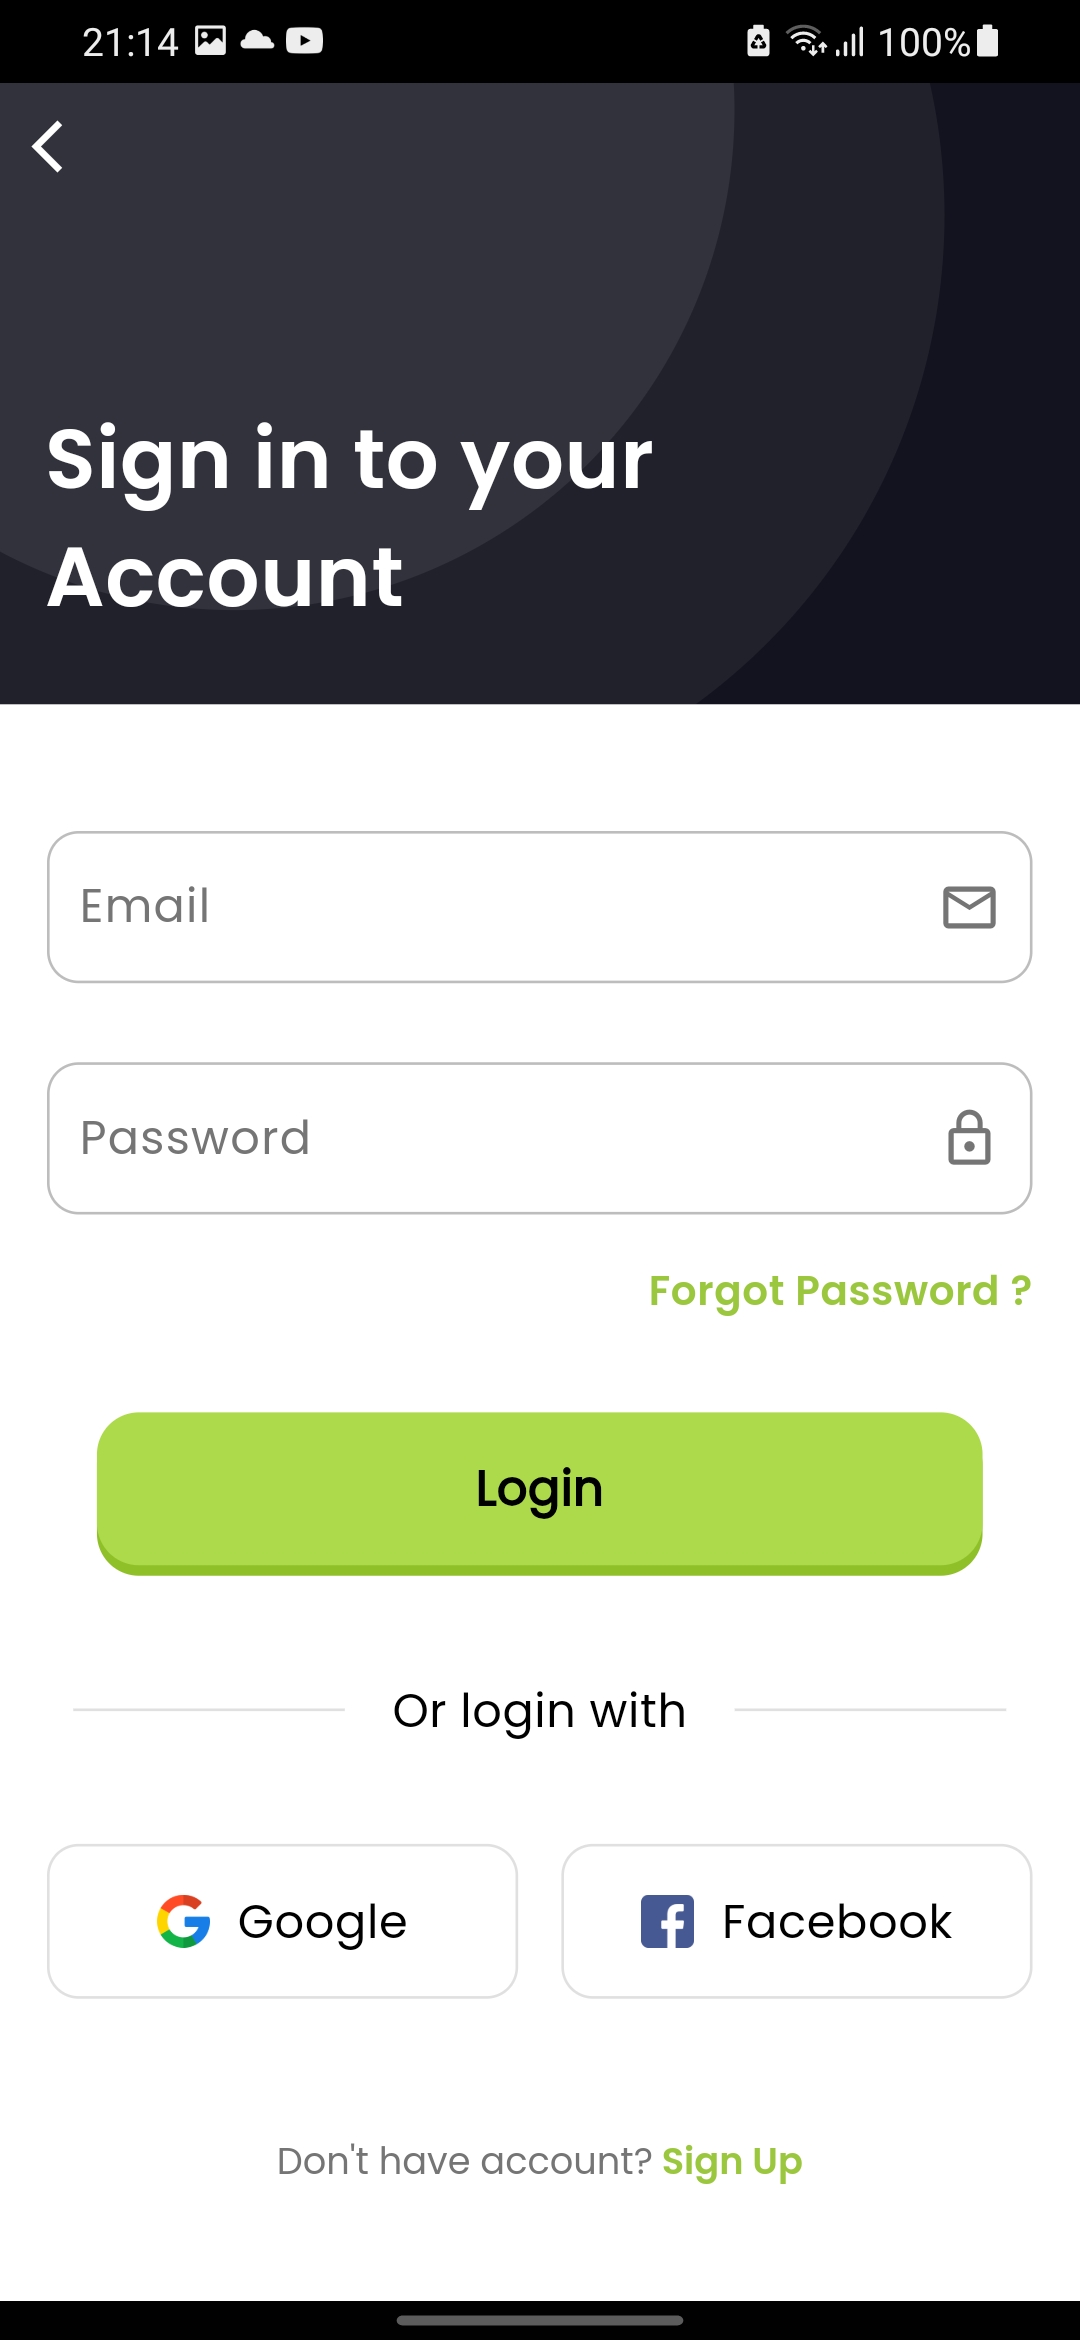 21:14 100%
Sign in to your
Account
Email
Password
Forgot Password ?
Login
Or login with
Google Facebook
Don't have account? Sign Up